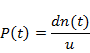 P(t) = dn(t)/u